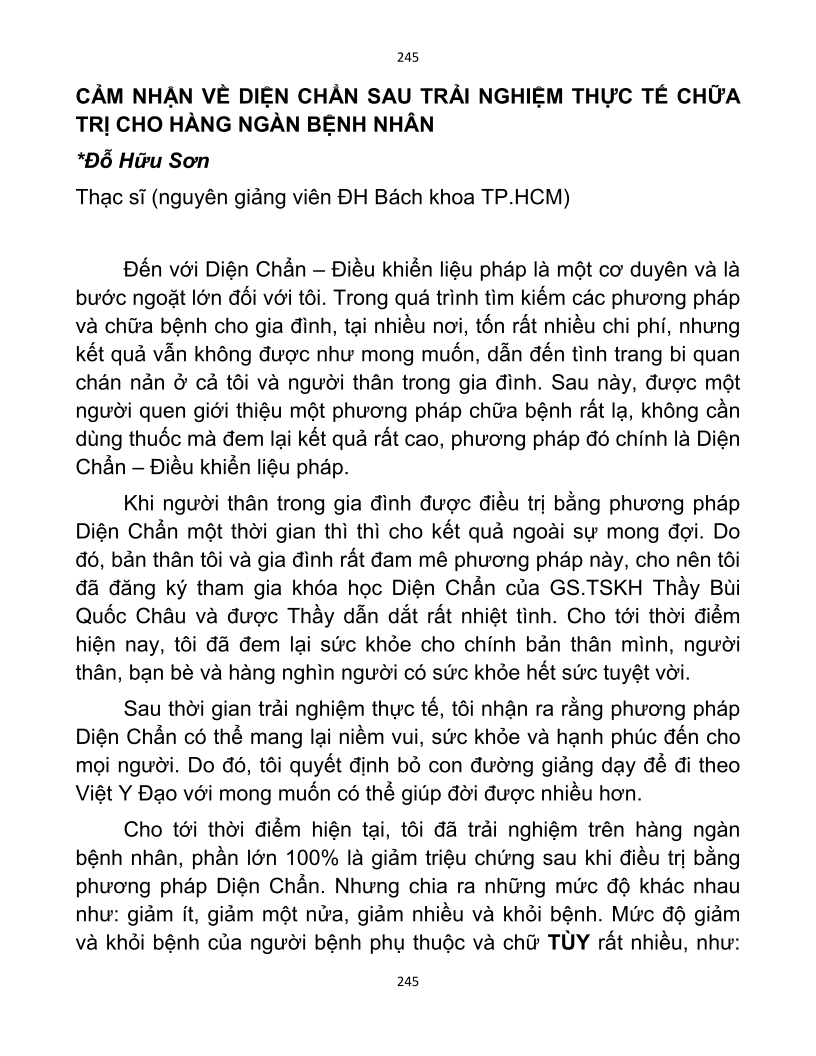 245
CẢM NHẬN VỀ DIỆN CHẨN SAU TRẢI NGHIỆM THỰC TẾ CHỮA
TRỊ CHO HÀNG NGÀN BỆNH NHÂN
*Đỗ Hữu Sơn
Thạc sĩ (nguyên giảng viên ĐH Bách khoa TP.HCM)
Đến với Diện Chẩn – Điều khiển liệu pháp là một cơ duyên và là
bước ngoặt lớn đối với tôi. Trong quá trình tìm kiếm các phương pháp
và chữa bệnh cho gia đình, tại nhiều nơi, tốn rất nhiều chi phí, nhưng
kết quả vẫn không được như mong muốn, dẫn đến tình trang bi quan
chán nản ở cả tôi và người thân trong gia đình. Sau này, được một
người quen giới thiệu một phương pháp chữa bệnh rất lạ, không cần
dùng thuốc mà đem lại kết quả rất cao, phương pháp đó chính là Diện
Chẩn – Điều khiển liệu pháp.
Khi người thân trong gia đình được điều trị bằng phương pháp
Diện Chẩn một thời gian thì thì cho kết quả ngoài sự mong đợi. Do
đó, bản thân tôi và gia đình rất đam mê phương pháp này, cho nên tôi
đã đăng ký tham gia khóa học Diện Chẩn của GS.TSKH Thầy Bùi
Quốc Châu và được Thầy dẫn dắt rất nhiệt tình. Cho tới thời điểm
hiện nay, tôi đã đem lại sức khỏe cho chính bản thân mình, người
thân, bạn bè và hàng nghìn người có sức khỏe hết sức tuyệt vời.
Sau thời gian trải nghiệm thực tế, tôi nhận ra rằng phương pháp
Diện Chẩn có thể mang lại niềm vui, sức khỏe và hạnh phúc đến cho
mọi người. Do đó, tôi quyết định bỏ con đường giảng dạy để đi theo
Việt Y Đạo với mong muốn có thể giúp đời được nhiều hơn.
Cho tới thời điểm hiện tại, tôi đã trải nghiệm trên hàng ngàn
bệnh nhân, phần lớn 100% là giảm triệu chứng sau khi điều trị bằng
phương pháp Diện Chẩn. Nhưng chia ra những mức độ khác nhau
như: giảm ít, giảm một nửa, giảm nhiều và khỏi bệnh. Mức độ giảm
và khỏi bệnh của người bệnh phụ thuộc và chữ TÙY rất nhiều, như:
245